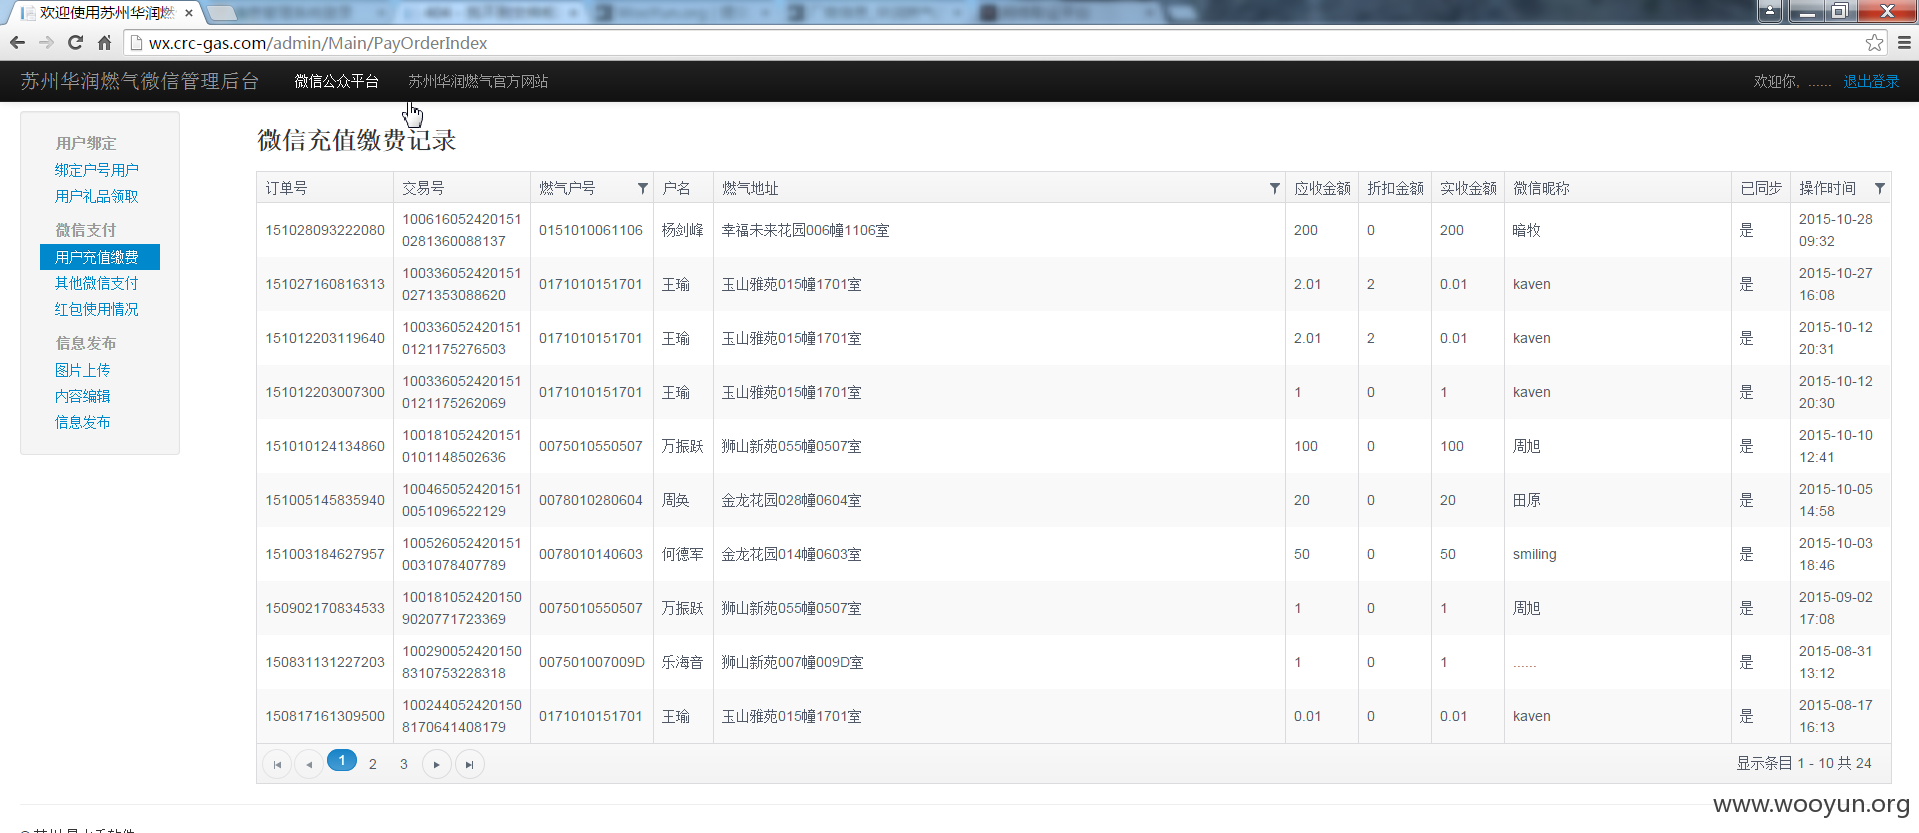 欢迎使用苏州华润燃
wx.crc-gas.com/admin/Main/PayOrderIndex
苏州华润燃气微信管理后台 微信公众平台 苏州华润燃气官方网站 欢迎你, ...... 退出登录
用户绑定
绑定户号用户
用户礼品领取
微信支付
用户充值缴费
其他微信支付
红包使用情况
信息发布
图片上传
内容编辑
信息发布
微信充值缴费记录
订单号 交易号 燃气户号 户名 燃气地址 应收金额 折扣金额 实收金额 微信昵称 已同步 操作时间
151028093222080 100616052420151 0151010061106 杨剑峰 幸福未来花园006幢1106室 200 0 200 暗牧 是 2015-10-28
0281360088137 09:32
151027160816313 100336052420151 0171010151701 王瑜 玉山雅苑015幢1701室 2.01 2 0.01 kaven 是 2015-10-27
0271353088620 16:08
151012203119640 100336052420151 0171010151701 王瑜 玉山雅苑015幢1701室 2.01 2 0.01 kaven 是 2015-10-12
0121175276503 20:31
151012203007300 100336052420151 0171010151701 王瑜 玉山雅苑015幢1701室 1 0 1 kaven 是 2015-10-12
0121175262069 20:30
151010124134860 100181052420151 0075010550507 万振跃 狮山新苑055幢0507室 100 0 100 周旭 是 2015-10-10
0101148502636 12:41
151005145835940 100465052420151 0078010280604 周奂 金龙花园028幢0604室 20 0 20 田原 是 2015-10-05
0051096522129 14:58
151003184627957 100526052420151 0078010140603 何德军 金龙花园014幢0603室 50 0 50 smiling 是 2015-10-03
0031078407789 18:46
150902170834533 100181052420150 0075010550507 万振跃 狮山新苑055幢0507室 1 0 1 周旭 是 2015-09-02
9020771723369 17:08
150831131227203 100290052420150 007501007009D 乐海音 狮山新苑007幢009D室 1 0 1 ...... 是 2015-08-31
8310753228318 13:12
150817161309500 100244052420150 0171010151701 王瑜 玉山雅苑015幢1701室 0.01 0 0.01 kaven 是 2015-08-17
8170641408179 16:13
1 2 3 显示条目 1 - 10 共 24
www.wooyun.org